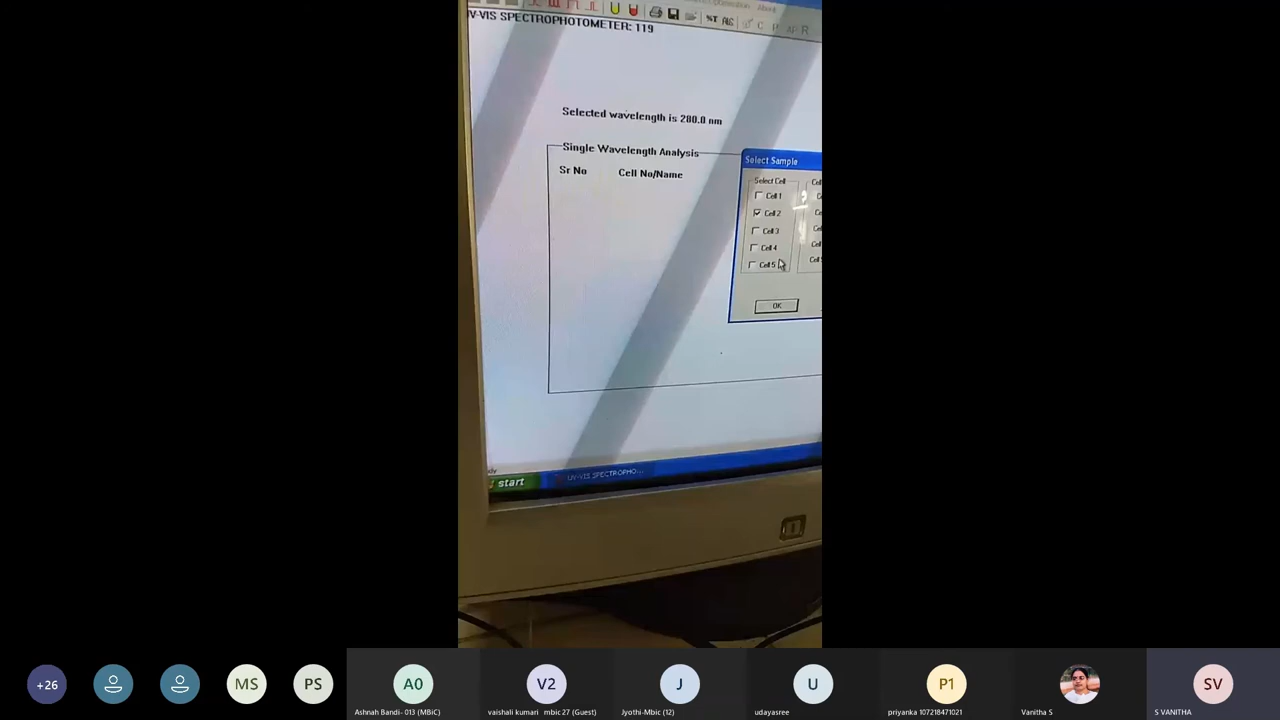 UV-VIS SPECTROPHOTOMETER: 119
Selected wavelength is 280.0 nm
Single Wavelength Analysis
Sr No Cell No/Name
Select Sample
Select Cell
Cell 1
Cell 2
Cell 3
Cell 4
Cell 5
OK
start
UV-VIS SPECTROPHO...
+26
MS
PS
A0
V2
J
U
P1
SV
Ashnah Bandi- 013 (MBiC)
vaishali kumari mbic 27 (Guest)
Jyothi-Mbic (12)
udayasree
priyanka 107218471021
Vanitha S
S VANITHA